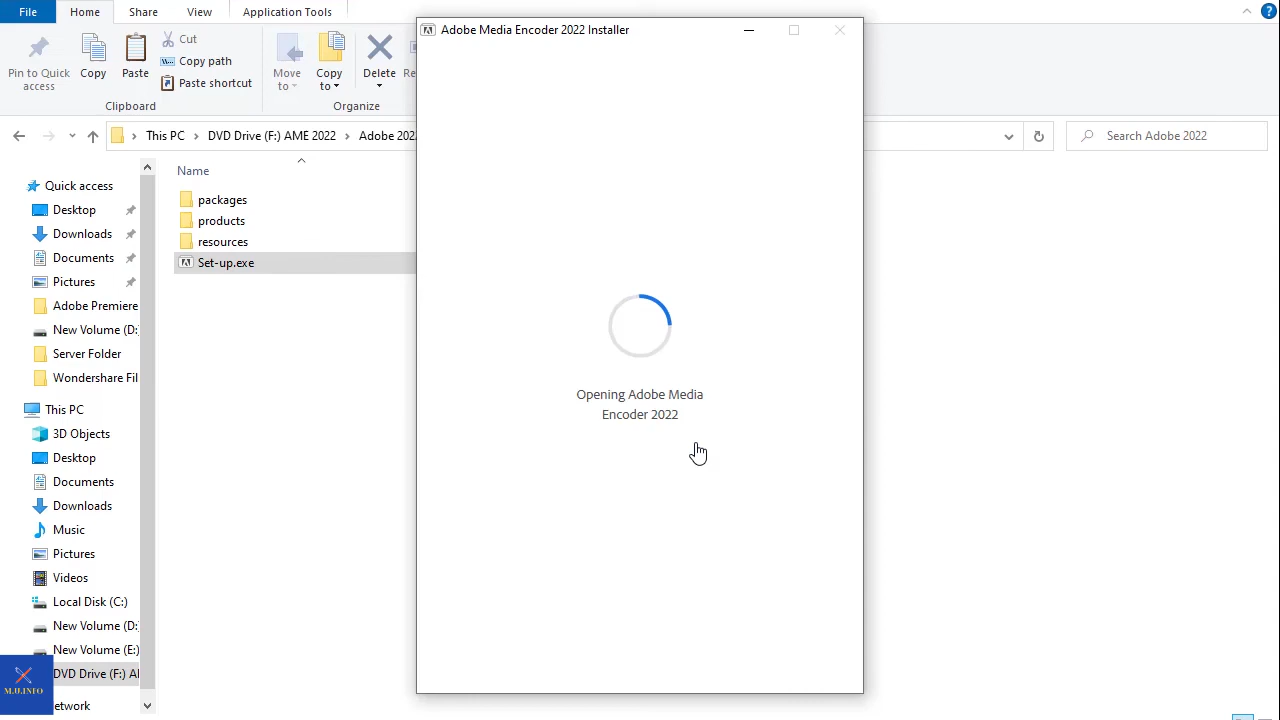 File Home Share View Application Tools
Adobe Media Encoder 2022 Installer
Pin to Quick access
Copy
Paste
Cut
Copy path
Paste shortcut
Clipboard
Move to
Copy to
Delete
Organize
This PC > DVD Drive (F:) AME 2022 >
Search Adobe 2022
Name
packages
products
resources
Set-up.exe
Quick access
Desktop
Downloads
Documents
Pictures
Adobe Premiere
New Volume (D:
Server Folder
Wondershare Fil
This PC
3D Objects
Desktop
Documents
Downloads
Music
Pictures
Videos
Local Disk (C:)
New Volume (D:
New Volume (E:)
DVD Drive (F:)
M.U.INFO
Opening Adobe Media
Encoder 2022